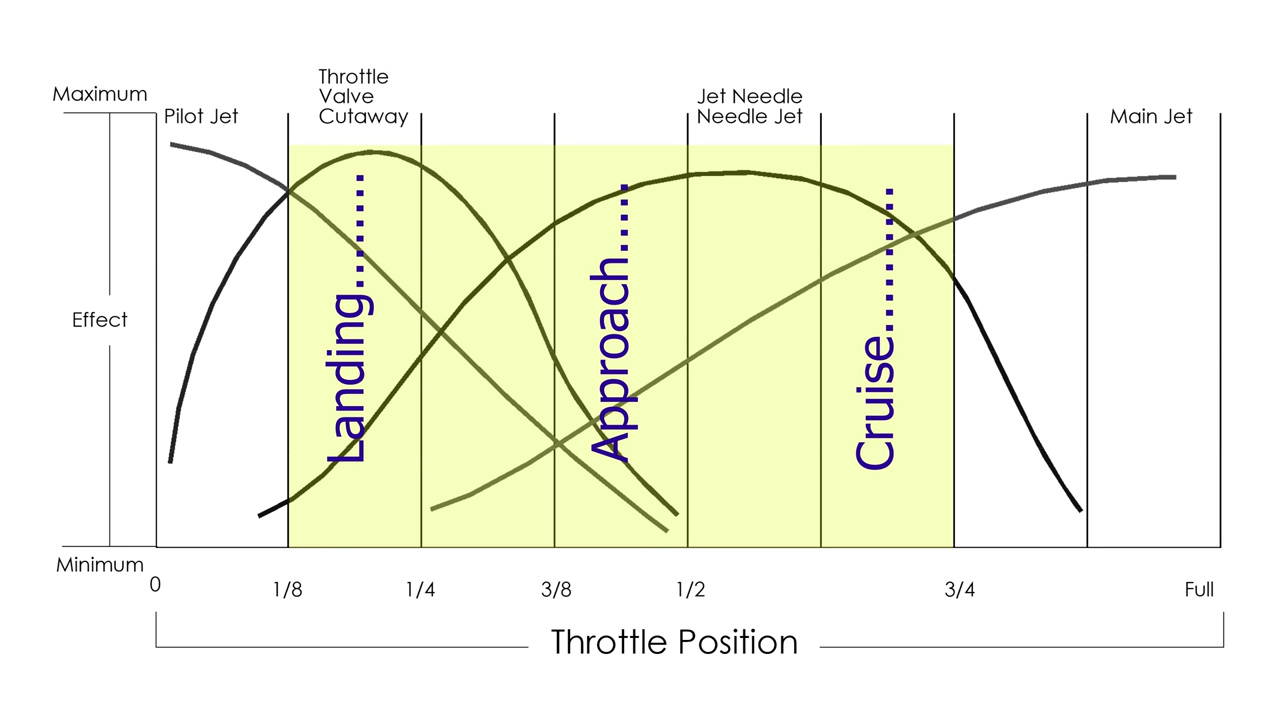 Maximum
Pilot Jet
Throttle
Valve
Cutaway
Jet Needle
Needle Jet
Main Jet
Effect
Landing..........
Approach......
Cruise...........
Minimum
0
1/8
1/4
3/8
1/2
3/4
Full
Throttle Position